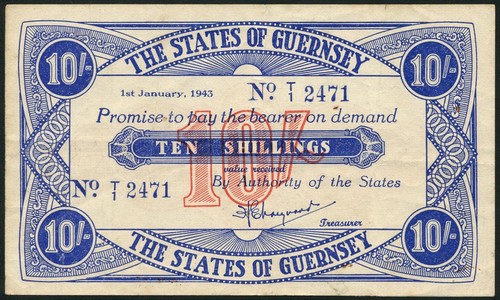 THE STATES OF GUERNSEY
10/- 10/-
1st January, 1943 No. T/1 2471
Promise to pay the bearer on demand
10/-
TEN SHILLINGS
value received
No. T/1 2471 By Authority of the States
Treasurer
10/- 10/-
THE STATES OF GUERNSEY